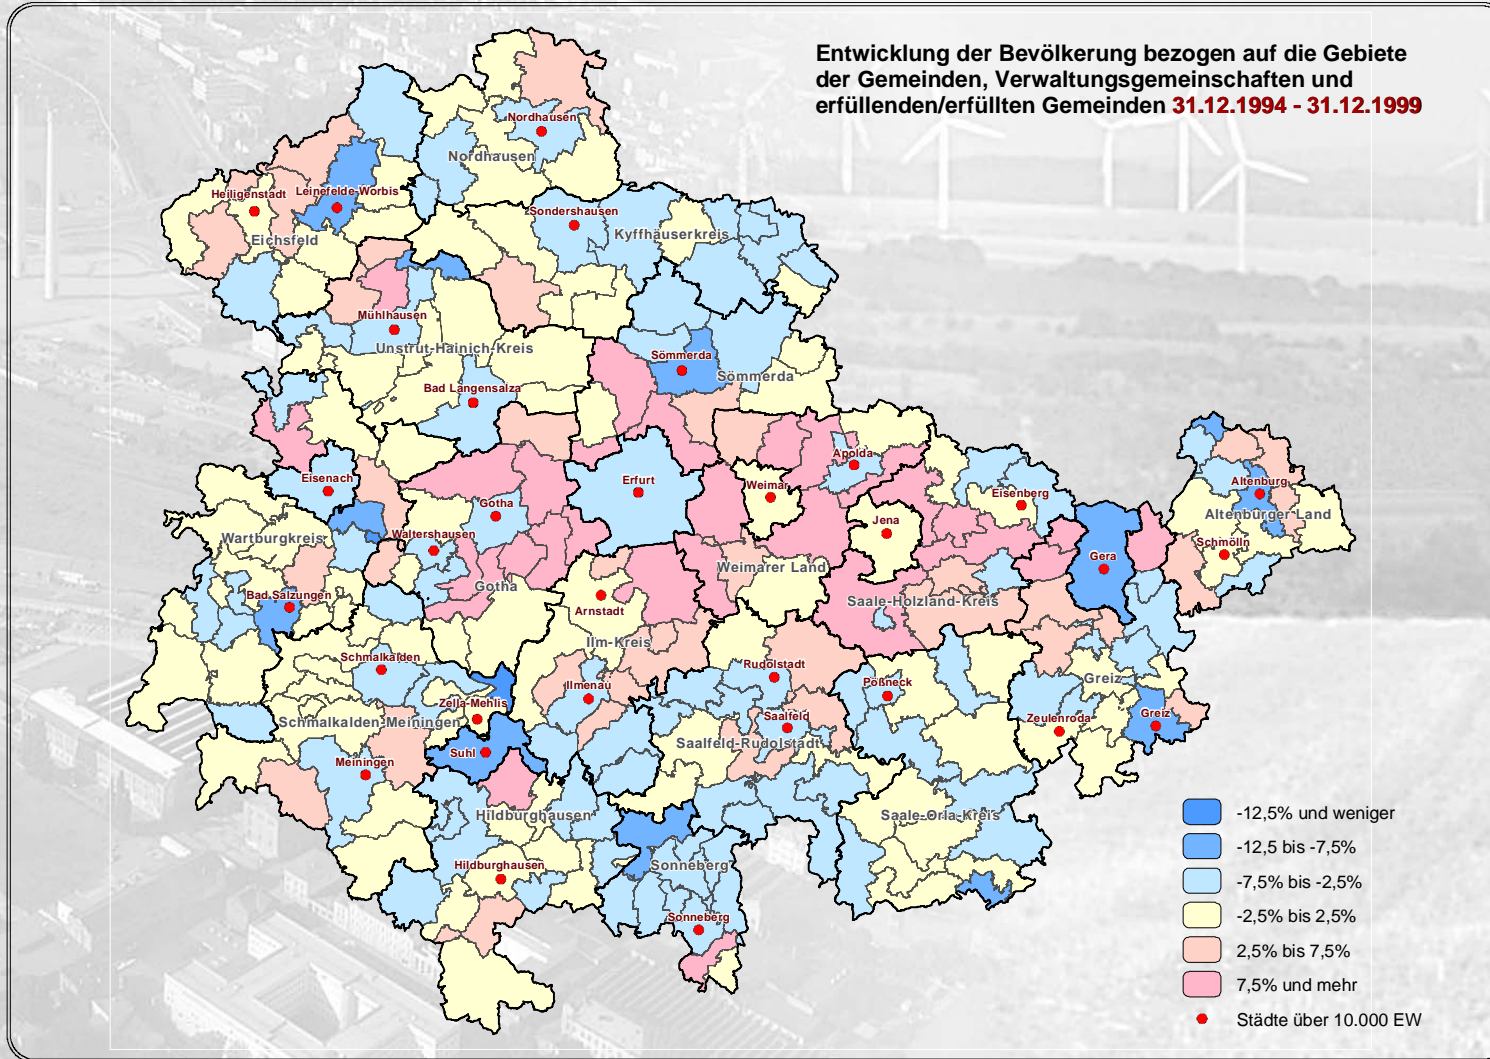 Entwicklung der Bevölkerung bezogen auf die Gebiete
der Gemeinden, Verwaltungsgemeinschaften und
erfüllenden/erfüllten Gemeinden 31.12.1994 - 31.12.1999
Nordhausen
Nordhausen
Heiligenstadt
Leinefelde-Worbis
Eichsfeld
Sondershausen
Kyffhäuserkreis
Mühlhausen
Unstrut-Hainich-Kreis
Sömmerda
Sömmerda
Bad Langensalza
Eisenach
Gotha
Erfurt
Weimar
Apolda
Eisenberg
Altenburg
Altenburger Land
Jena
Wartburgkreis
Waltershausen
Gera
Schmölln
Gotha
Weimarer Land
Bad Salzungen
Arnstadt
Saale-Holzland-Kreis
Ilm-Kreis
Schmalkalden
Rudolstadt
Ilmenau
Pößneck
Greiz
Zella-Mehlis
Schmalkalden-Meiningen
Saalfeld
Zeulenroda
Greiz
Suhl
Saalfeld-Rudolstadt
Meiningen
Hildburghausen
Saale-Orla-Kreis
Hildburghausen
Sonneberg
Sonneberg
-12,5% und weniger
-12,5 bis -7,5%
-7,5% bis -2,5%
-2,5% bis 2,5%
2,5% bis 7,5%
7,5% und mehr
Städte über 10.000 EW